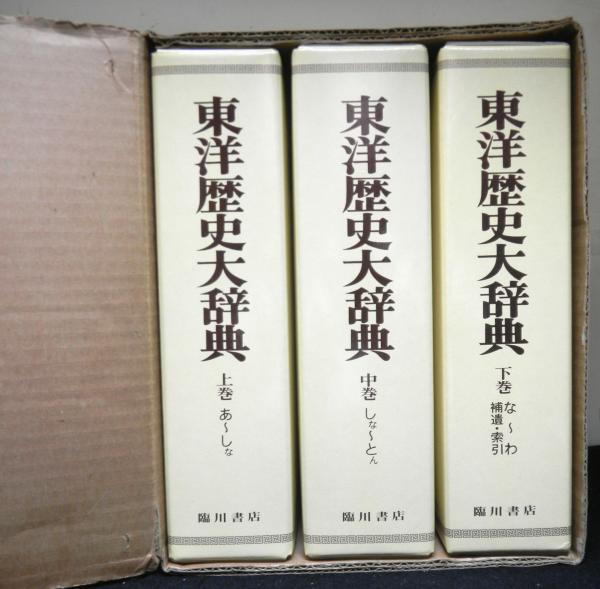 東洋歴史大辞典
上巻 あ～しな
臨川書店
東洋歴史大辞典
中巻 しな～とん
臨川書店
東洋歴史大辞典
下巻 な～わ
補遺・索引
臨川書店